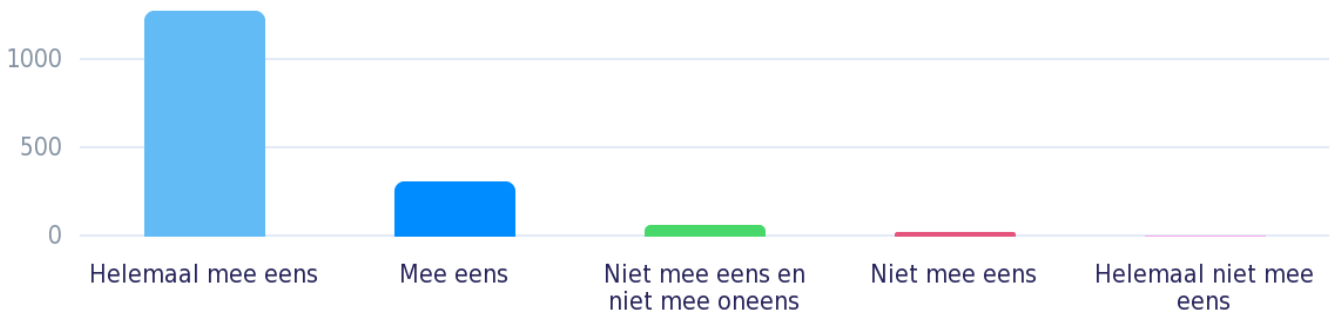 1000
500
0
Helemaal mee eens
Mee eens
Niet mee eens en
niet mee oneens
Niet mee eens
Helemaal niet mee
eens